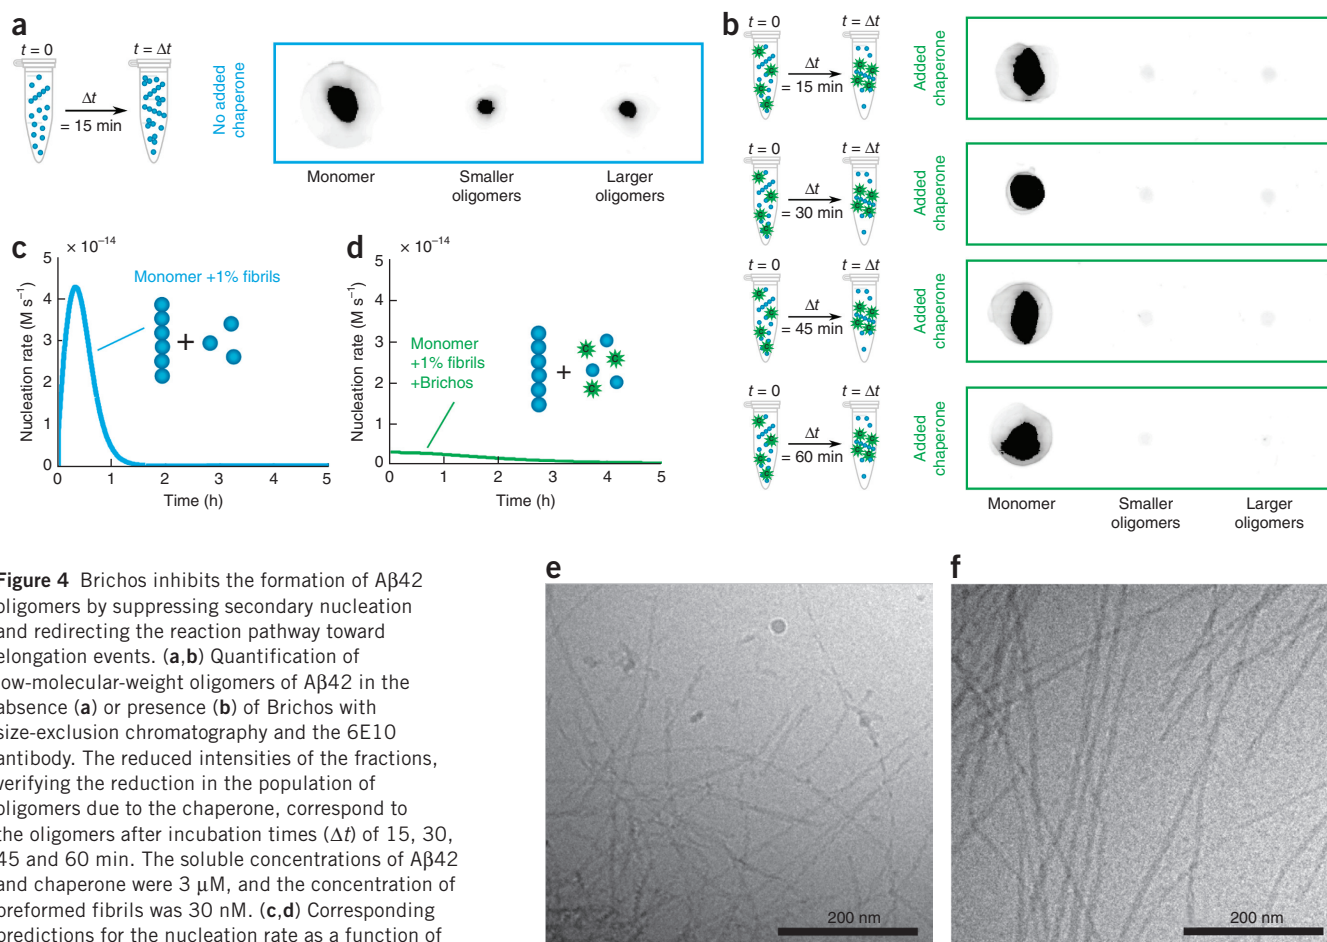 a
t = 0
t = Δt
Δt
= 15 min
No added
chaperone
Monomer
Smaller
oligomers
Larger
oligomers
b
t = 0
t = Δt
Δt
= 15 min
Added
chaperone
t = 0
t = Δt
Δt
= 30 min
Added
chaperone
t = 0
t = Δt
Δt
= 45 min
Added
chaperone
t = 0
t = Δt
Δt
= 60 min
Added
chaperone
Monomer
Smaller
oligomers
Larger
oligomers
c
× 10⁻¹⁴
Nucleation rate (M s⁻¹)
5
4
3
2
1
0
0 1 2 3 4 5
Time (h)
Monomer +1% fibrils
+
d
× 10⁻¹⁴
Nucleation rate (M s⁻¹)
5
4
3
2
1
0
0 1 2 3 4 5
Time (h)
Monomer
+1% fibrils
+Brichos
+
Figure 4 Brichos inhibits the formation of Aβ42
oligomers by suppressing secondary nucleation
and redirecting the reaction pathway toward
elongation events. (a,b) Quantification of
low-molecular-weight oligomers of Aβ42 in the
absence (a) or presence (b) of Brichos with
size-exclusion chromatography and the 6E10
antibody. The reduced intensities of the fractions,
verifying the reduction in the population of
oligomers due to the chaperone, correspond to
the oligomers after incubation times (Δt) of 15, 30,
45 and 60 min. The soluble concentrations of Aβ42
and chaperone were 3 μM, and the concentration of
preformed fibrils was 30 nM. (c,d) Corresponding
predictions for the nucleation rate as a function of
e
200 nm
f
200 nm